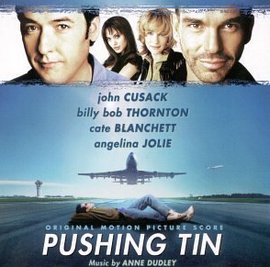 john CUSACK
billy bob THORNTON
cate BLANCHETT
angelina JOLIE
ORIGINAL MOTION PICTURE SCORE
PUSHING TIN
Music by ANNE DUDLEY